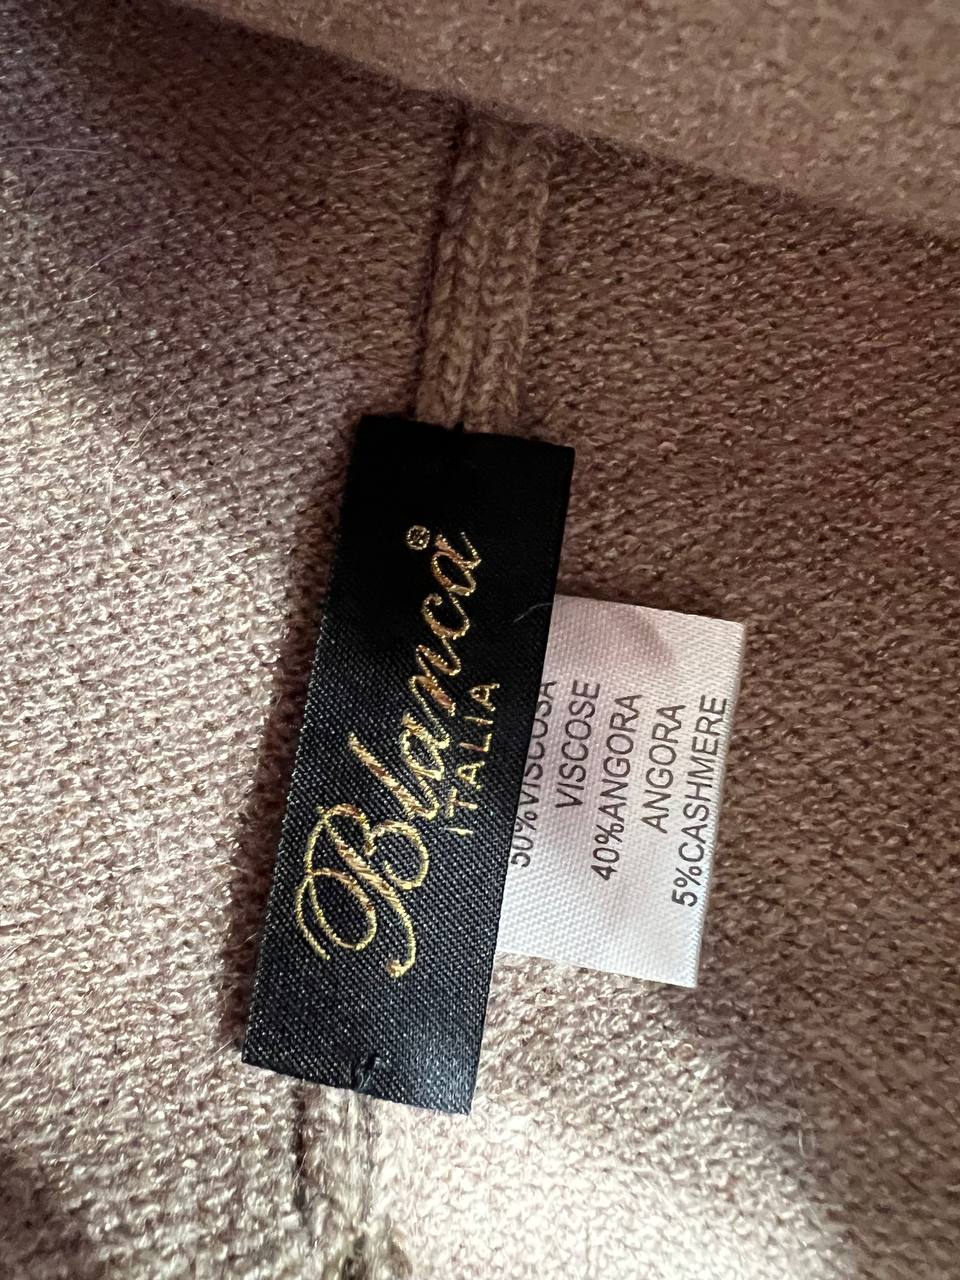 Blanca®
ITALIA
50%VISCOSA
VISCOSE
40%ANGORA
ANGORA
5%CASHMERE